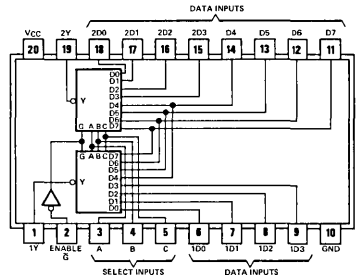 DATA INPUTS
VCC 2Y 2D0 2D1 2D2 2D3 D4 D5 D6 D7
20 19 18 17 16 15 14 13 12 11
D0
D1
D2
D3
D4
D5
D6
D7
Y
G A B C
G A B C
D7
D6
D5
D4
D3
D2
D1
D0
Y
1 2 3 4 5 6 7 8 9 10
1Y ENABLE G̅ A B C 1D0 1D1 1D2 1D3 GND
SELECT INPUTS DATA INPUTS